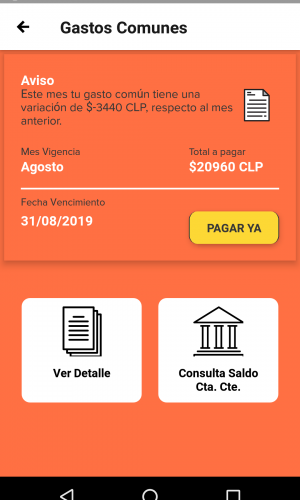 Gastos Comunes
Aviso
Este mes tu gasto común tiene una
variación de $-3440 CLP, respecto al mes
anterior.
Mes Vigencia
Total a pagar
Agosto
$20960 CLP
Fecha Vencimiento
31/08/2019
PAGAR YA
Ver Detalle
Consulta Saldo
Cta. Cte.